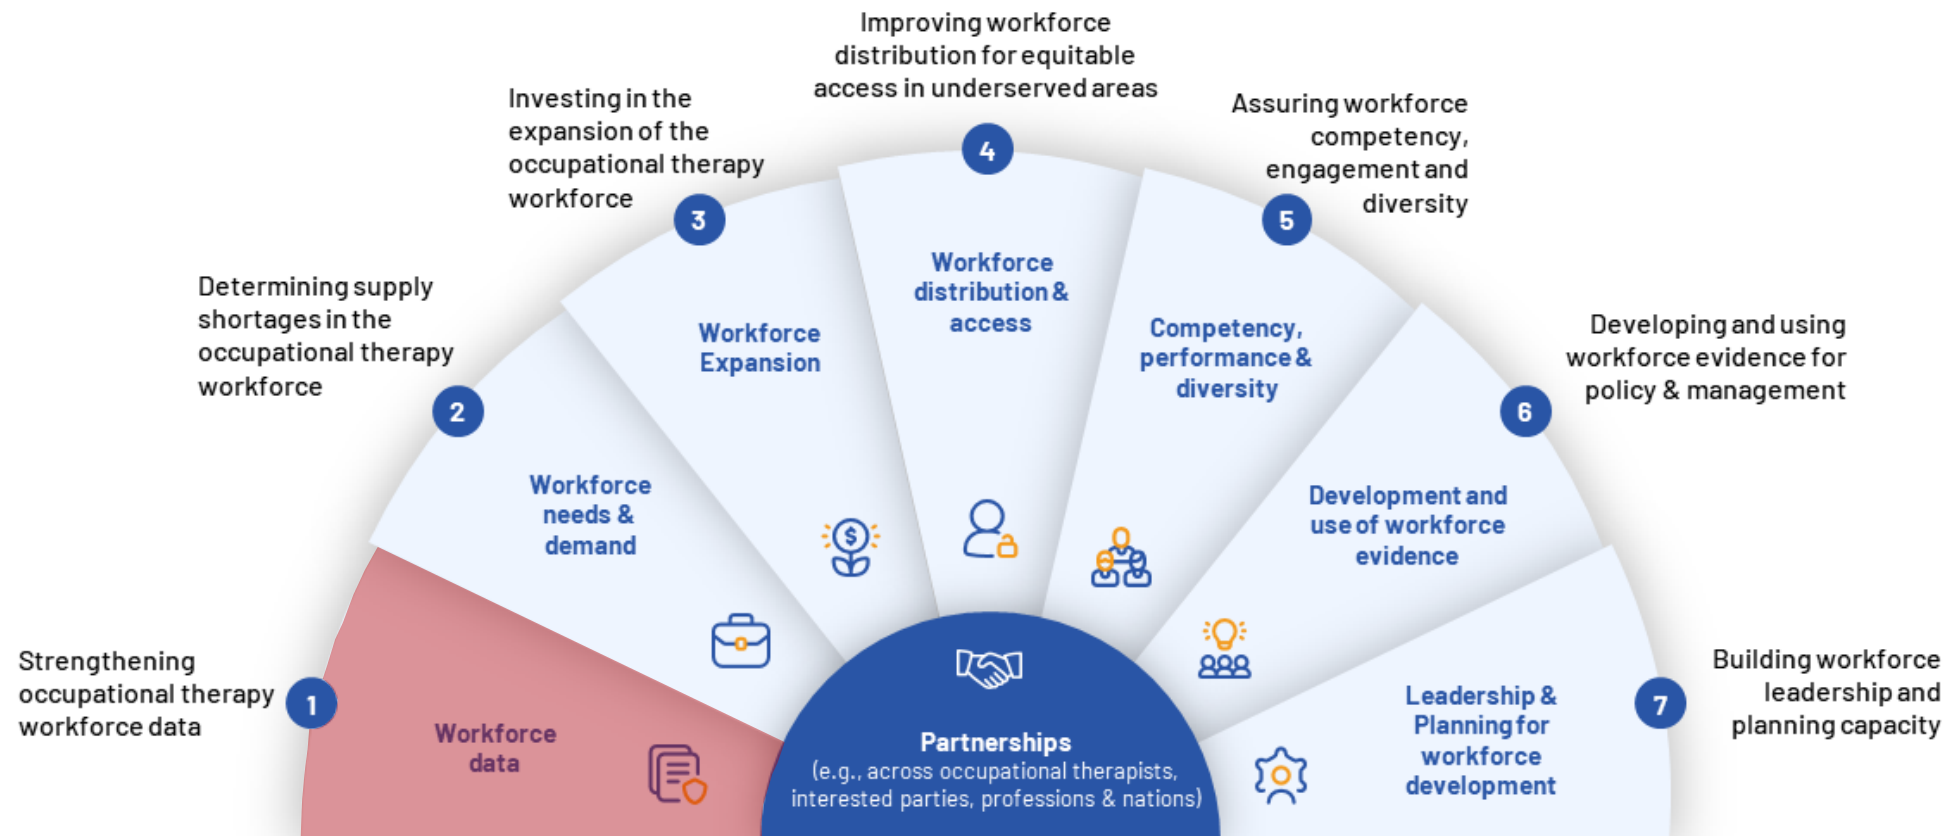 Improving workforce
distribution for equitable
access in underserved areas
Investing in the
expansion of the
occupational therapy
workforce
Assuring workforce
competency,
engagement and
diversity
4
3
5
Determining supply
shortages in the
occupational therapy
workforce
Workforce
distribution &
access
Workforce
Expansion
Competency,
performance &
diversity
Developing and using
workforce evidence for
policy & management
2
6
Workforce
needs &
demand
$
Development and
use of workforce
evidence
Strengthening
occupational therapy
workforce data
1
Workforce
data
Partnerships
(e.g., across occupational therapists,
interested parties, professions & nations)
Leadership &
Planning for
workforce
development
7
Building workforce
leadership and
planning capacity